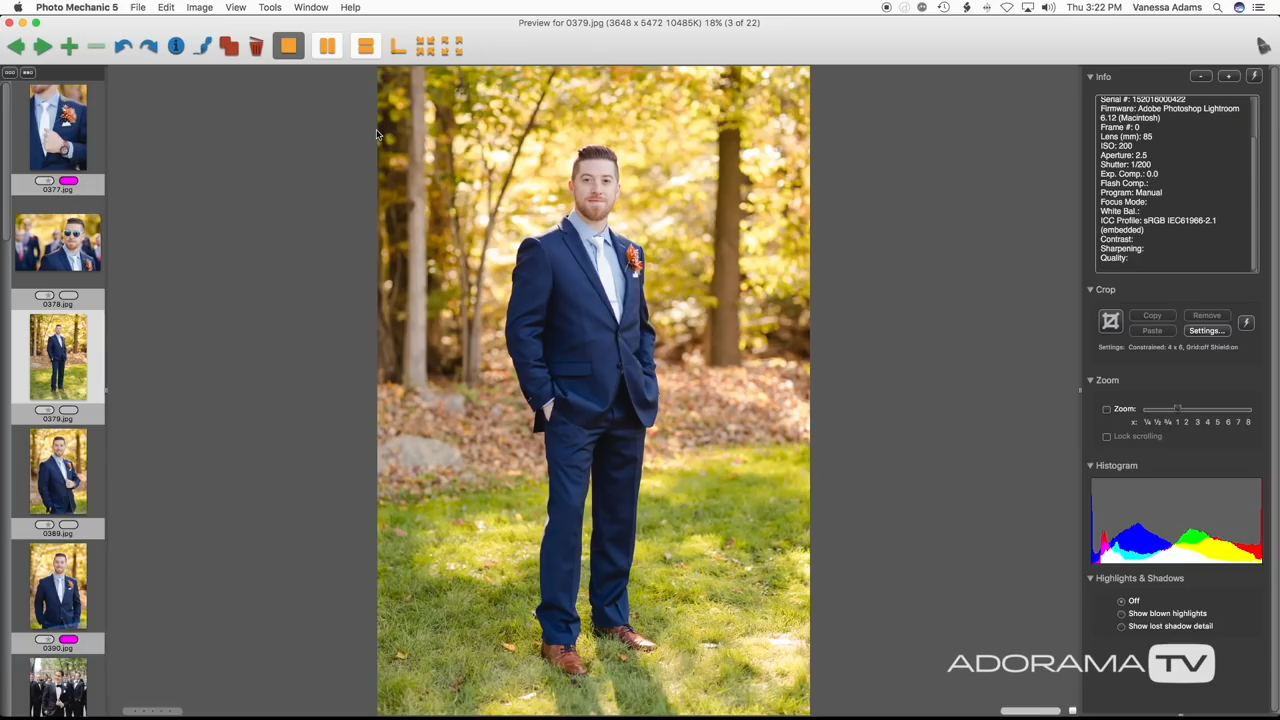 Photo Mechanic 5 File Edit Image View Tools Window Help Thu 3:22 PM Vanessa Adams
Preview for 0379.jpg (3648 x 5472 10485K) 18% (3 of 22)
0377.jpg
0378.jpg
0379.jpg
0389.jpg
0390.jpg
Info - +
Serial #: 152016000422
Firmware: Adobe Photoshop Lightroom
6.12 (Macintosh)
Frame #: 0
Lens (mm): 85
ISO: 200
Aperture: 2.5
Shutter: 1/200
Exp. Comp.: 0.0
Flash Comp.:
Program: Manual
Focus Mode:
White Bal.:
ICC Profile: sRGB IEC61966-2.1
(embedded)
Contrast:
Sharpening:
Quality:
Crop
Copy Remove
Paste Settings...
Settings: Constrained: 4 x 6, Grid:off Shield:on
Zoom
Zoom:
x: ¼ ½ ¾ 1 2 3 4 5 6 7 8
Lock scrolling
Histogram
Highlights & Shadows
Off
Show blown highlights
Show lost shadow detail
ADORAMA TV